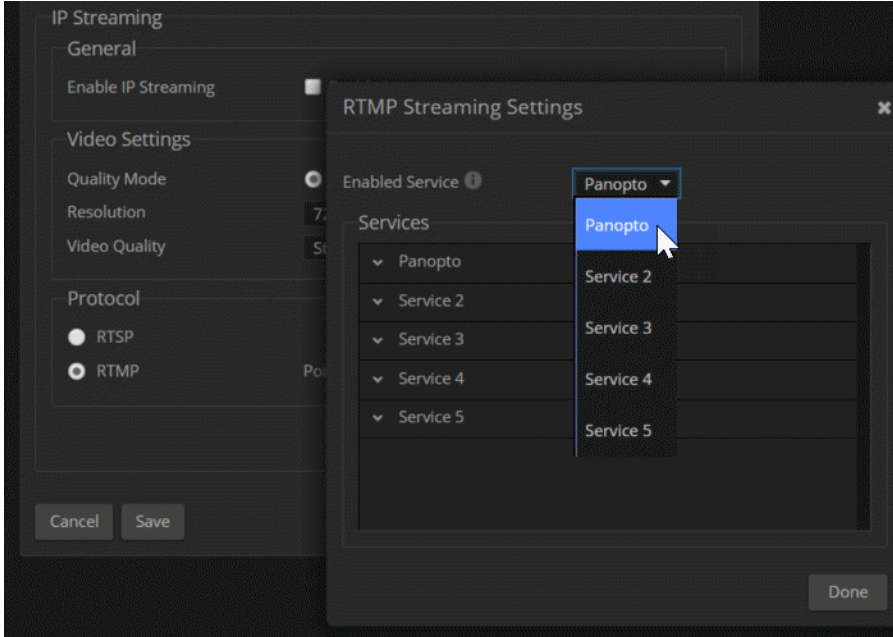 IP Streaming
General
Enable IP Streaming
Video Settings
Quality Mode
Resolution
Video Quality
Protocol
RTSP
RTMP
Cancel
Save
RTMP Streaming Settings
Enabled Service
Panopto
Services
Panopto
Service 2
Service 3
Service 4
Service 5
Panopto
Service 2
Service 3
Service 4
Service 5
Done